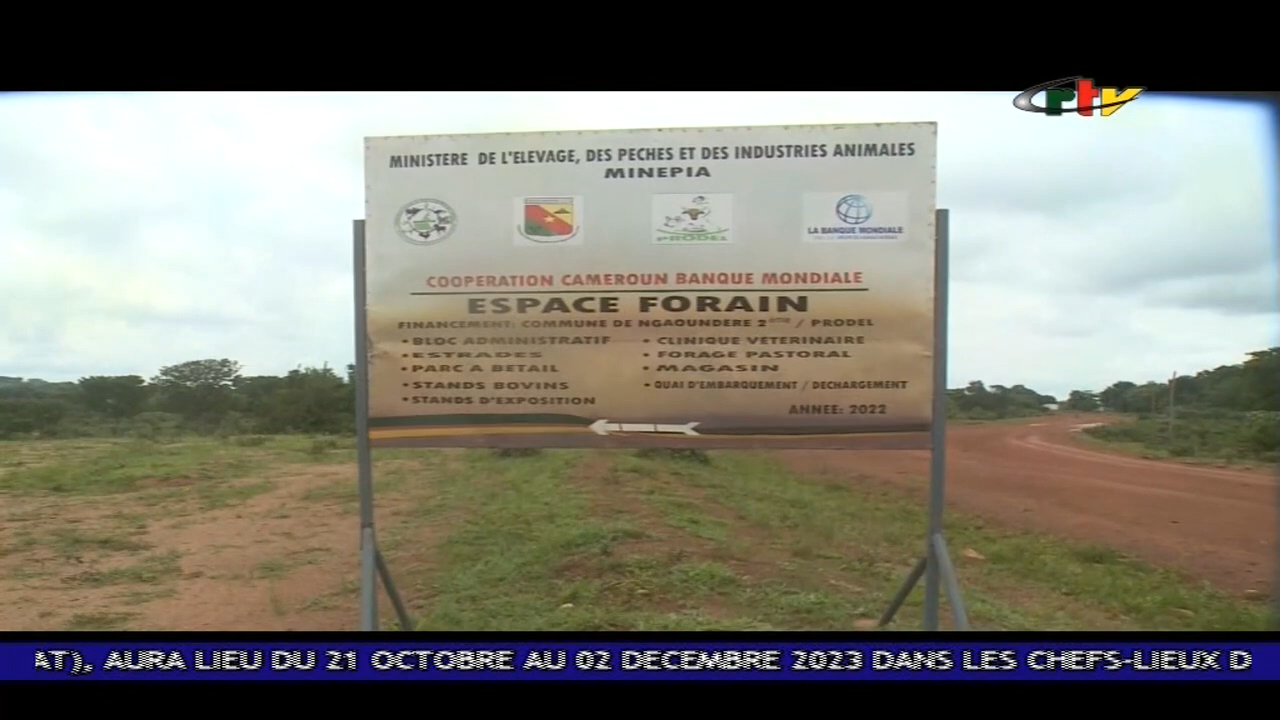 crtv
MINISTERE DE L'ELEVAGE, DES PECHES ET DES INDUSTRIES ANIMALES
MINEPIA
PRODEL
LA BANQUE MONDIALE
COOPERATION CAMEROUN BANQUE MONDIALE
ESPACE FORAIN
FINANCEMENT: COMMUNE DE NGAOUNDERE 2ème / PRODEL
• BLOC ADMINISTRATIF
• ESTRADES
• PARC A BETAIL
• STANDS BOVINS
• STANDS D'EXPOSITION
• CLINIQUE VETERINAIRE
• FORAGE PASTORAL
• MAGASIN
• QUAI D'EMBARQUEMENT / DECHARGEMENT
ANNEE: 2022
AT), AURA LIEU DU 21 OCTOBRE AU 02 DECEMBRE 2023 DANS LES CHEFS-LIEUX D